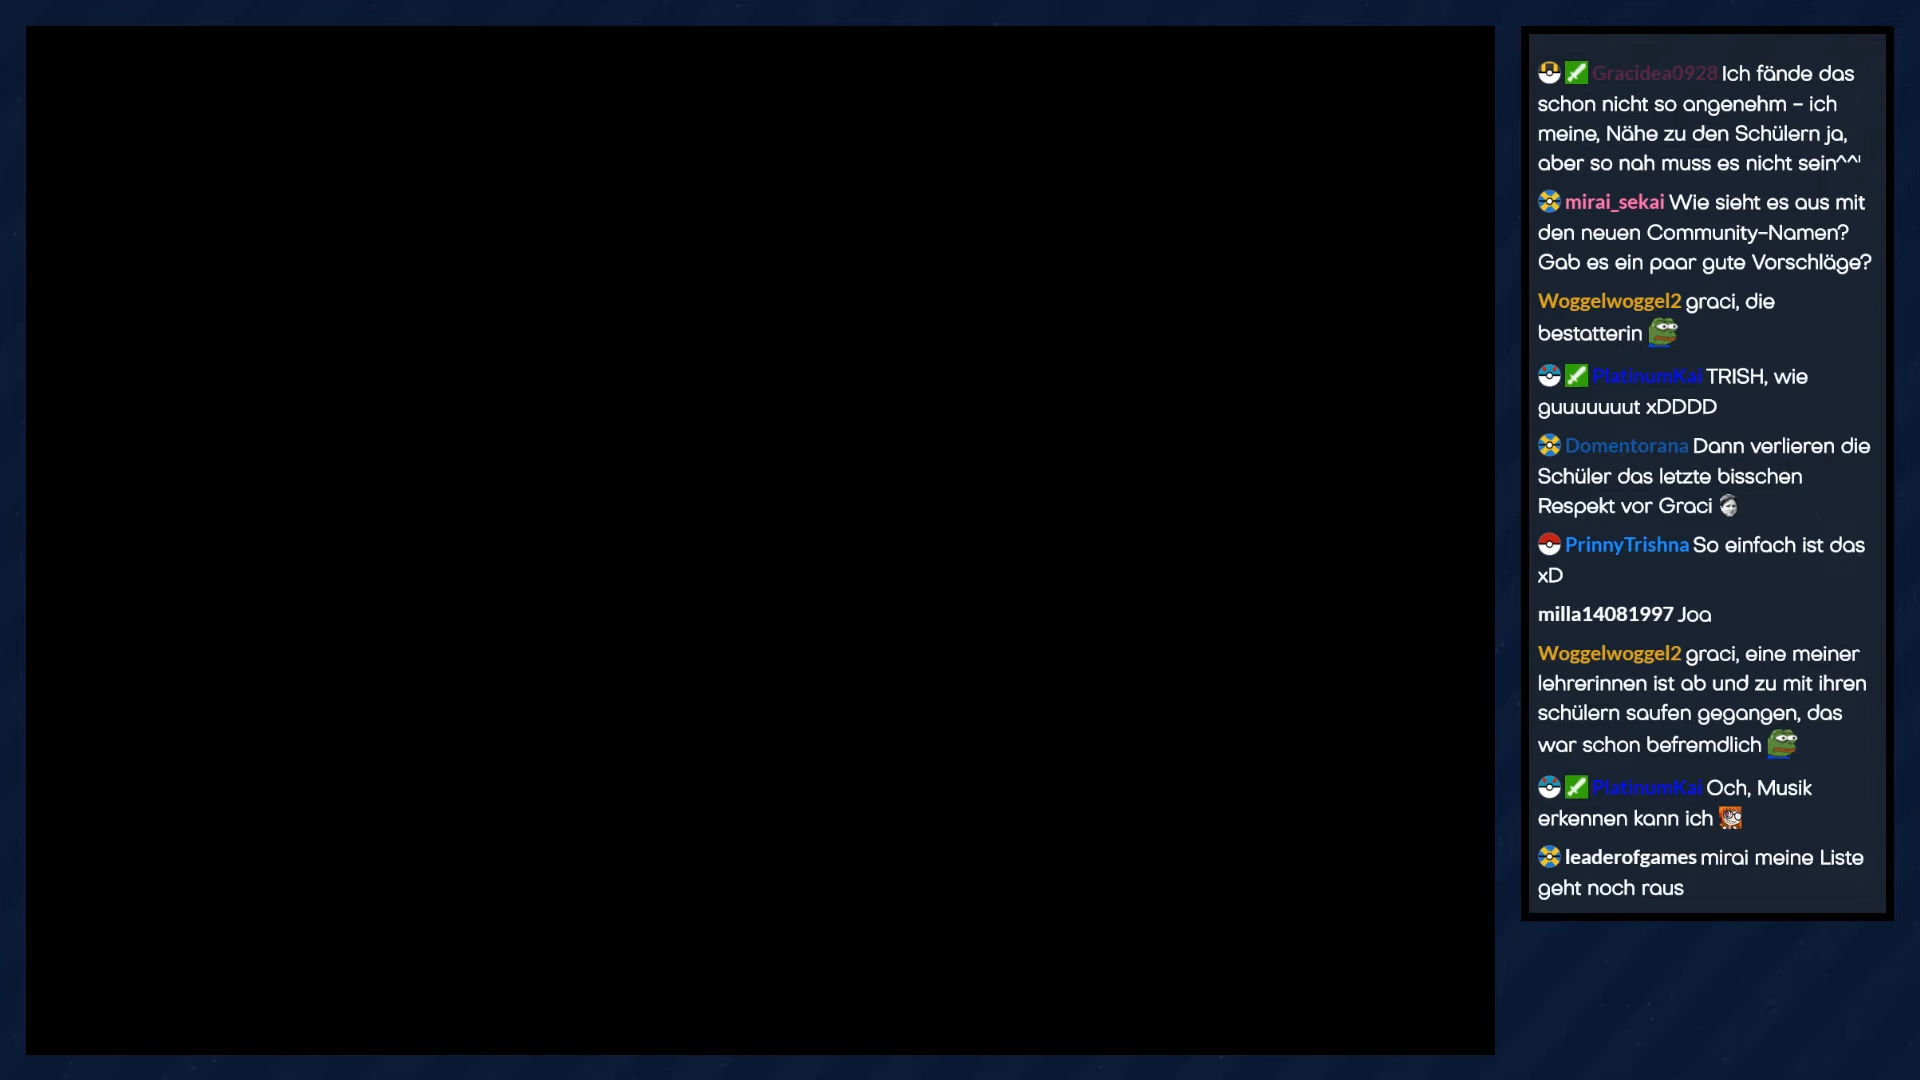 Gracidea0928 Ich fände das
schon nicht so angenehm - ich
meine, Nähe zu den Schülern ja,
aber so nah muss es nicht sein^^'
mirai_sekai Wie sieht es aus mit
den neuen Community-Namen?
Gab es ein paar gute Vorschläge?
Woggelwoggel2 graci, die
bestatterin
PlatinumKai TRISH, wie
guuuuuuut xDDDD
Domentorana Dann verlieren die
Schüler das letzte bisschen
Respekt vor Graci
PrinnyTrishna So einfach ist das
xD
milla14081997 Joa
Woggelwoggel2 graci, eine meiner
lehrerinnen ist ab und zu mit ihren
schülern saufen gegangen, das
war schon befremdlich
PlatinumKai Och, Musik
erkennen kann ich
leaderofgames mirai meine Liste
geht noch raus